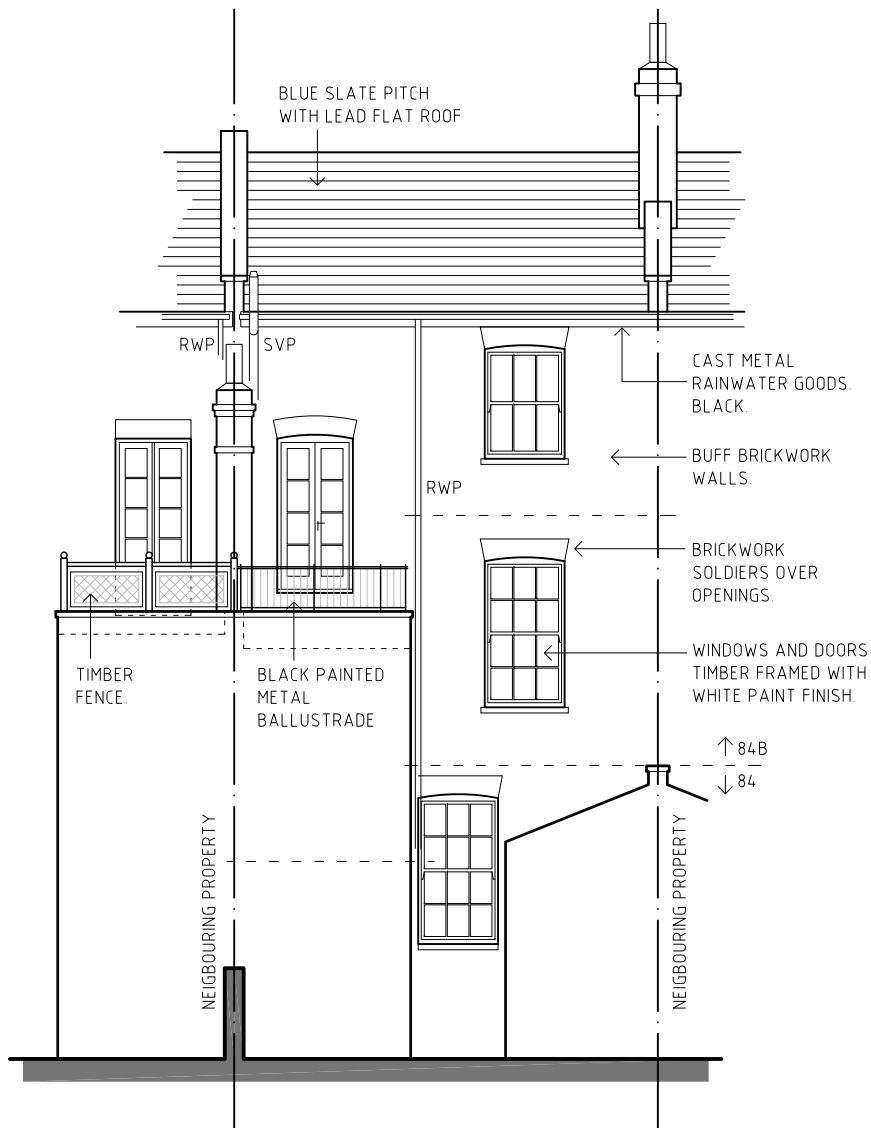 BLUE SLATE PITCH
WITH LEAD FLAT ROOF
RWP
SVP
CAST METAL
RAINWATER GOODS.
BLACK.
BUFF BRICKWORK
WALLS.
RWP
BRICKWORK
SOLDIERS OVER
OPENINGS.
WINDOWS AND DOORS
TIMBER FRAMED WITH
WHITE PAINT FINISH.
TIMBER
FENCE.
BLACK PAINTED
METAL
BALLUSTRADE
84B
84
NEIGBOURING PROPERTY
NEIGBOURING PROPERTY